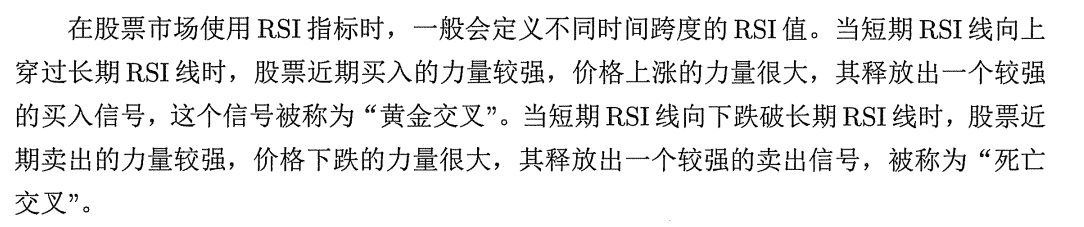 在股票市场使用 RSI 指标时，一般会定义不同时间跨度的 RSI 值。当短期 RSI 线向上
穿过长期 RSI 线时，股票近期买入的力量较强，价格上涨的力量很大，其释放出一个较强
的买入信号，这个信号被称为“黄金交叉”。当短期 RSI 线向下跌破长期 RSI 线时，股票近
期卖出的力量较强，价格下跌的力量很大，其释放出一个较强的卖出信号，被称为“死亡
交叉”。